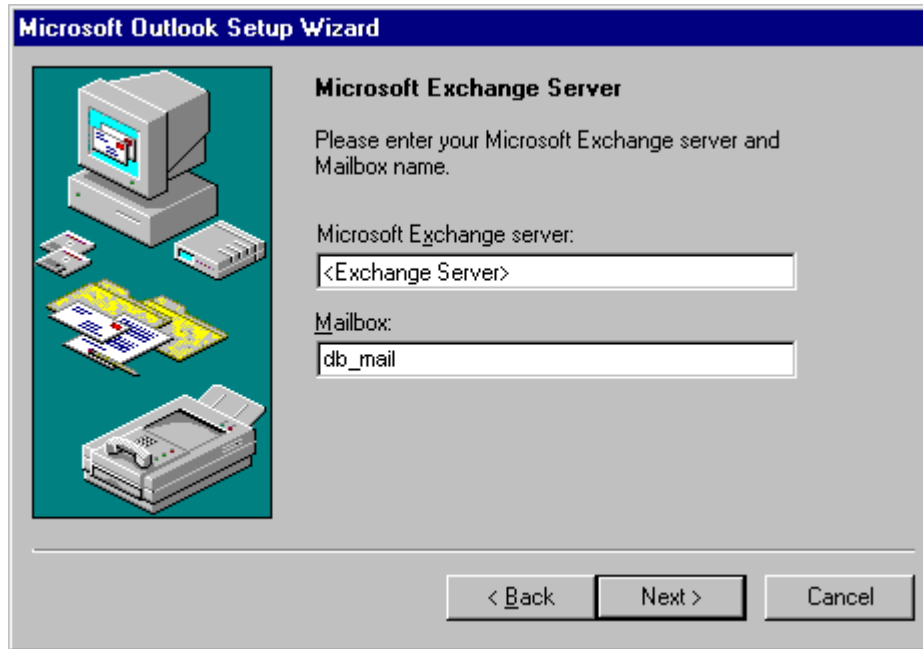 Microsoft Outlook Setup Wizard
Microsoft Exchange Server
Please enter your Microsoft Exchange server and
Mailbox name.
Microsoft Exchange server:
<Exchange Server>
Mailbox:
db_mail
< Back
Next >
Cancel